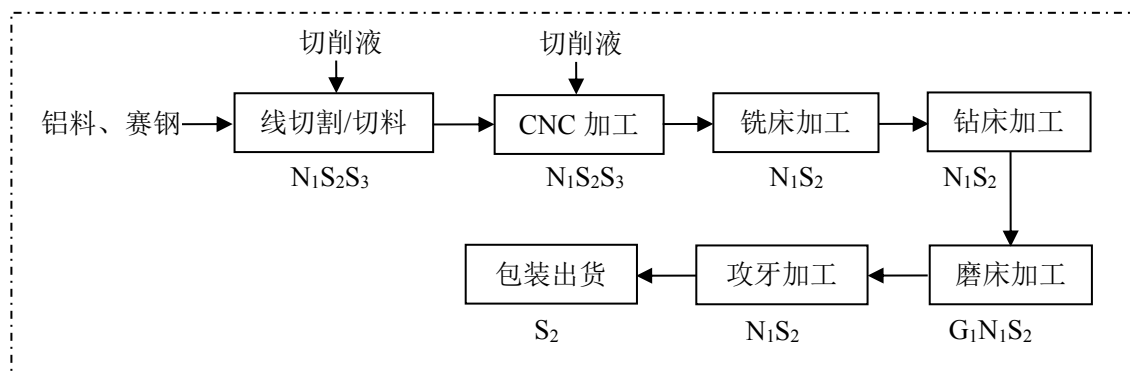 切削液 切削液
铝料、赛钢 线切割/切料 CNC 加工 铣床加工 钻床加工
N₁S₂S₃ N₁S₂S₃ N₁S₂ N₁S₂
包装出货 攻牙加工 磨床加工
S₂ N₁S₂ G₁N₁S₂